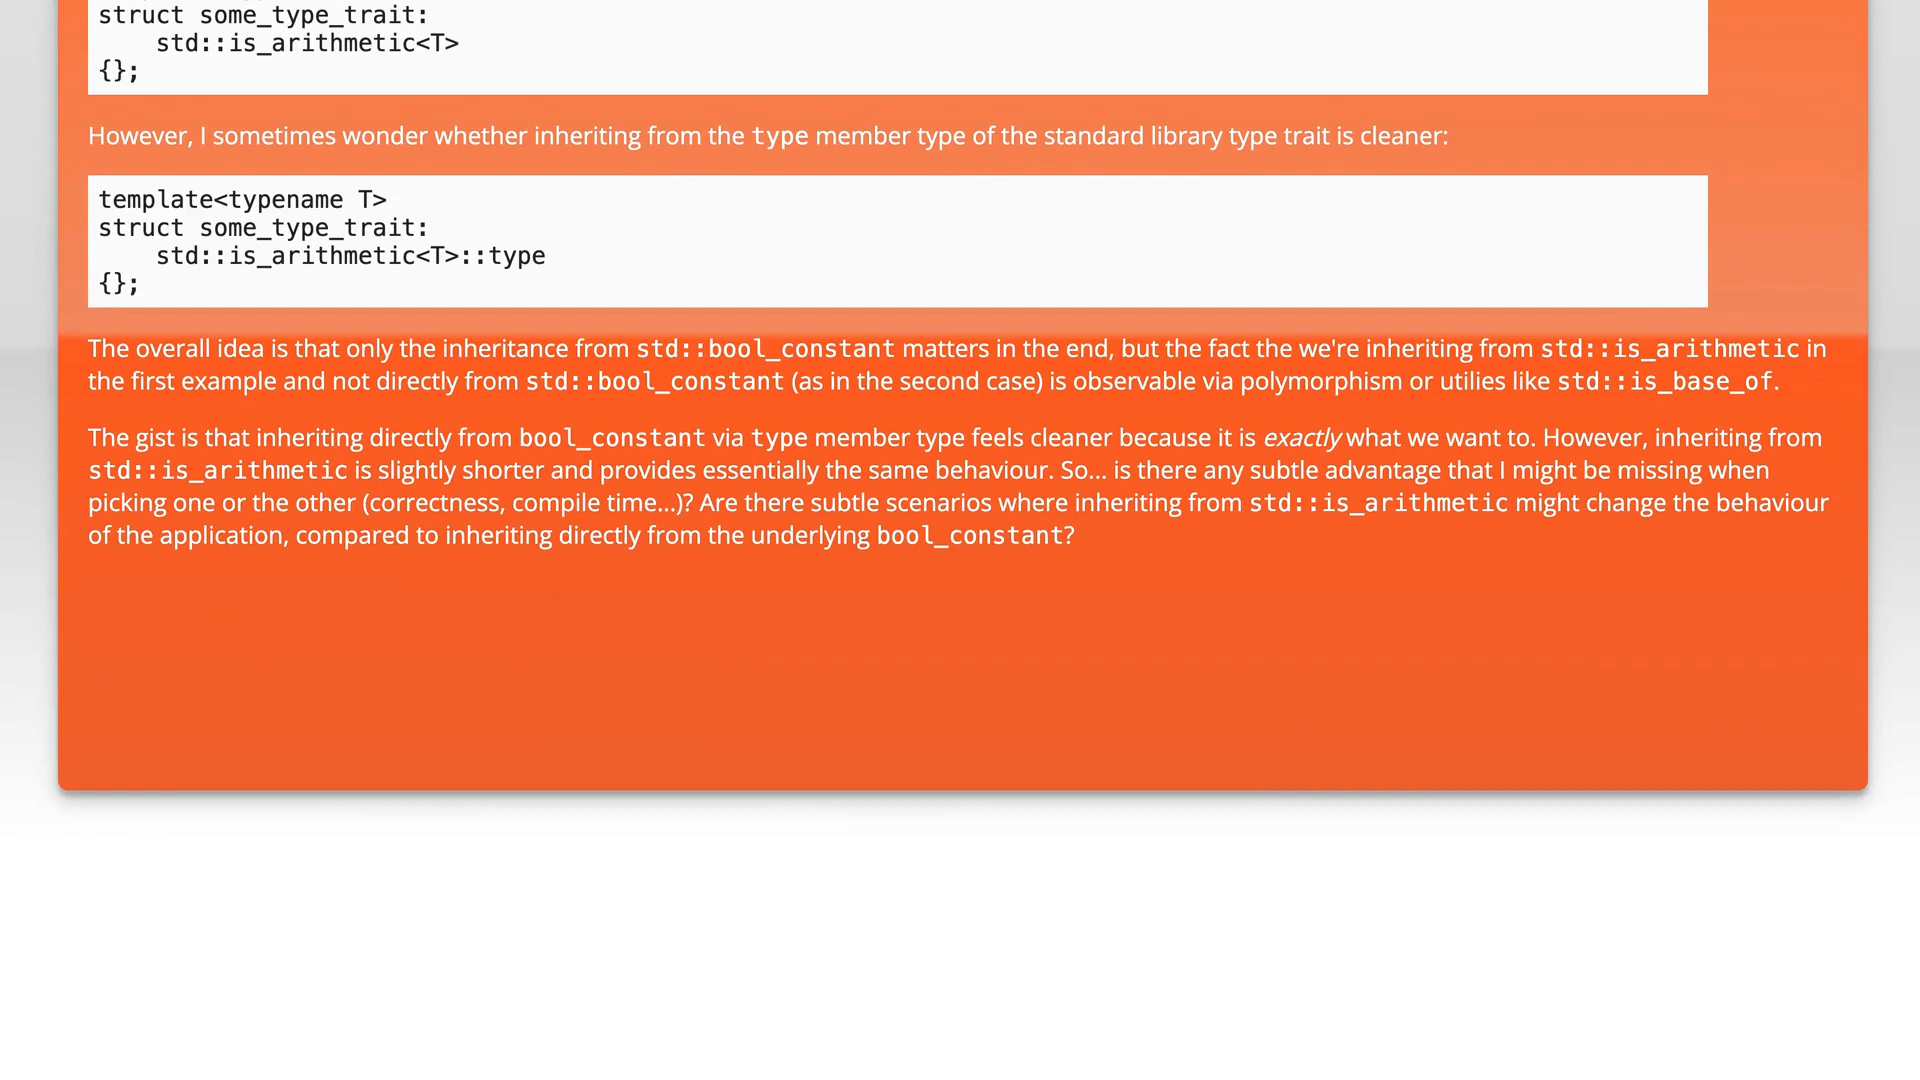 struct some_type_trait:
    std::is_arithmetic<T>
{};
However, I sometimes wonder whether inheriting from the type member type of the standard library type trait is cleaner:
template<typename T>
struct some_type_trait:
    std::is_arithmetic<T>::type
{};
The overall idea is that only the inheritance from std::bool_constant matters in the end, but the fact the we're inheriting from std::is_arithmetic in
the first example and not directly from std::bool_constant (as in the second case) is observable via polymorphism or utilies like std::is_base_of.
The gist is that inheriting directly from bool_constant via type member type feels cleaner because it is exactly what we want to. However, inheriting from
std::is_arithmetic is slightly shorter and provides essentially the same behaviour. So... is there any subtle advantage that I might be missing when
picking one or the other (correctness, compile time...)? Are there subtle scenarios where inheriting from std::is_arithmetic might change the behaviour
of the application, compared to inheriting directly from the underlying bool_constant?